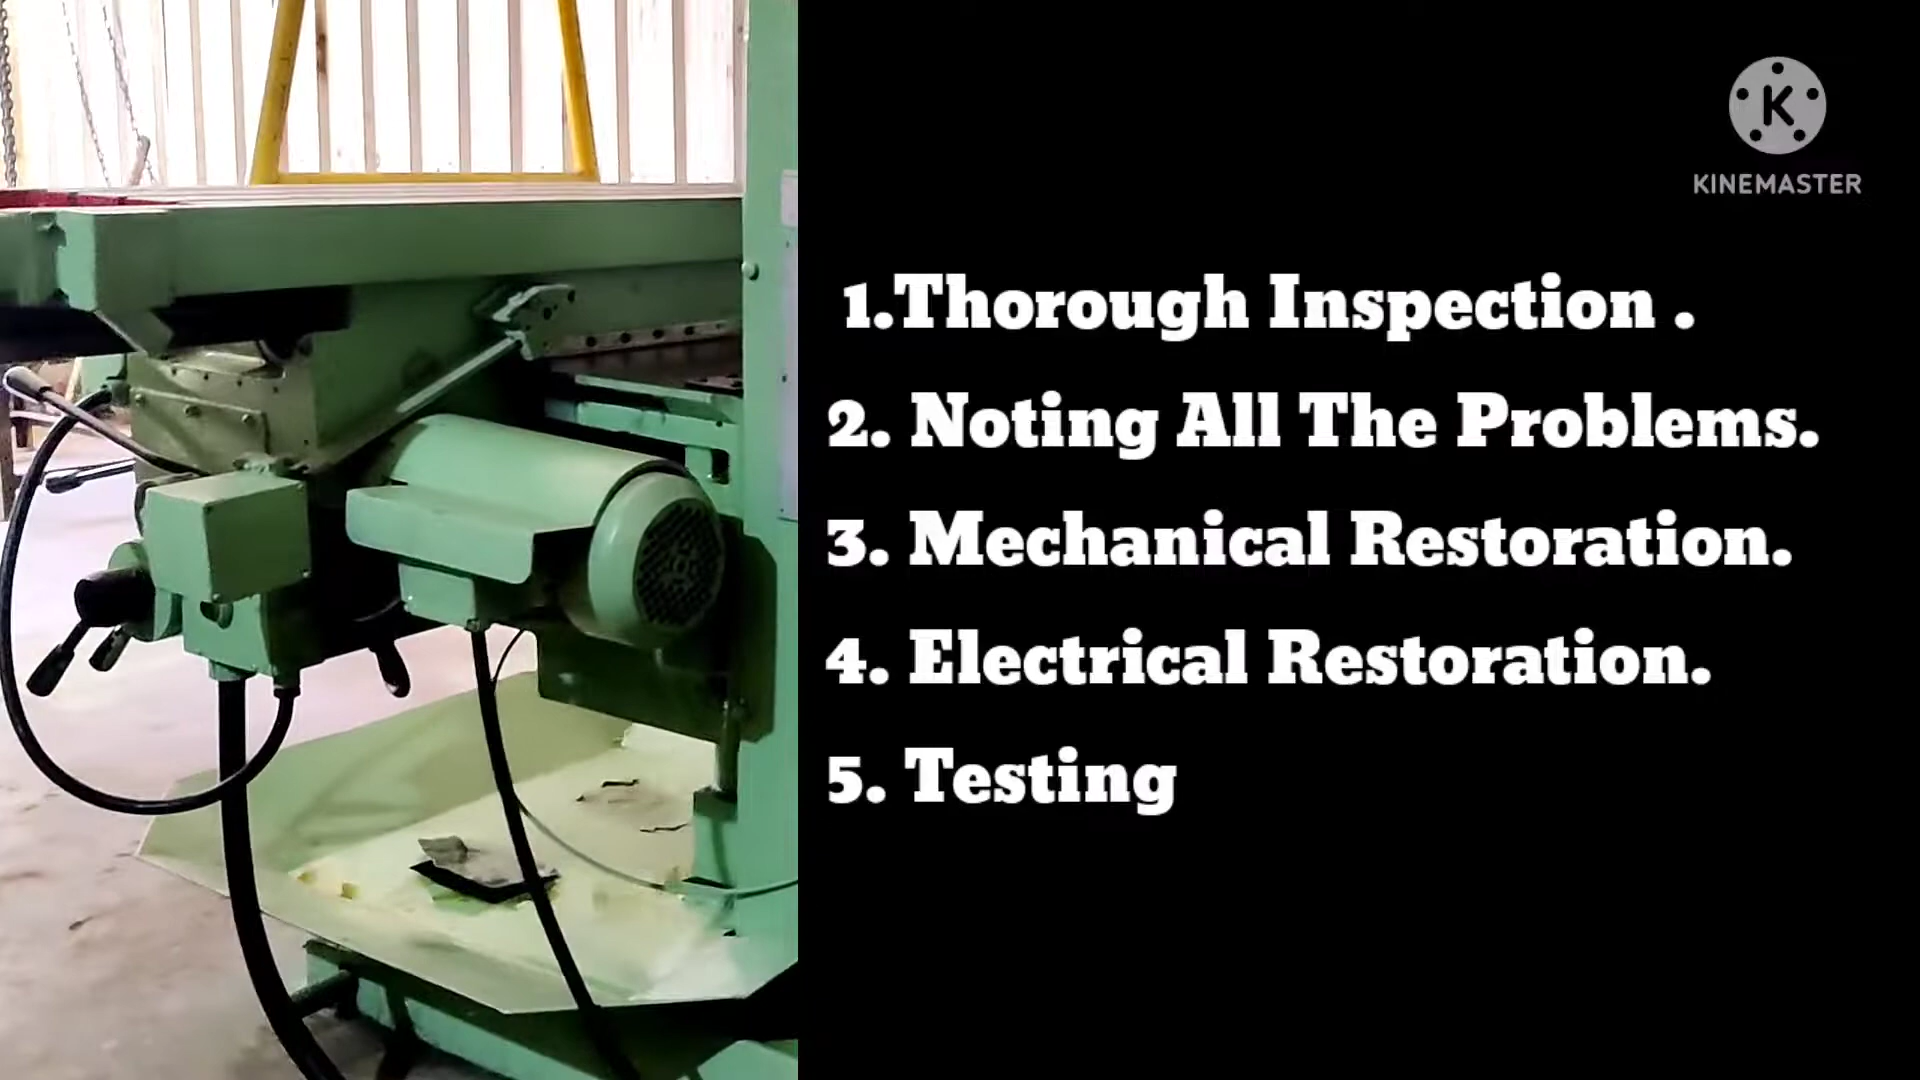 K
KINEMASTER
1.Thorough Inspection .
2. Noting All The Problems.
3. Mechanical Restoration.
4. Electrical Restoration.
5. Testing